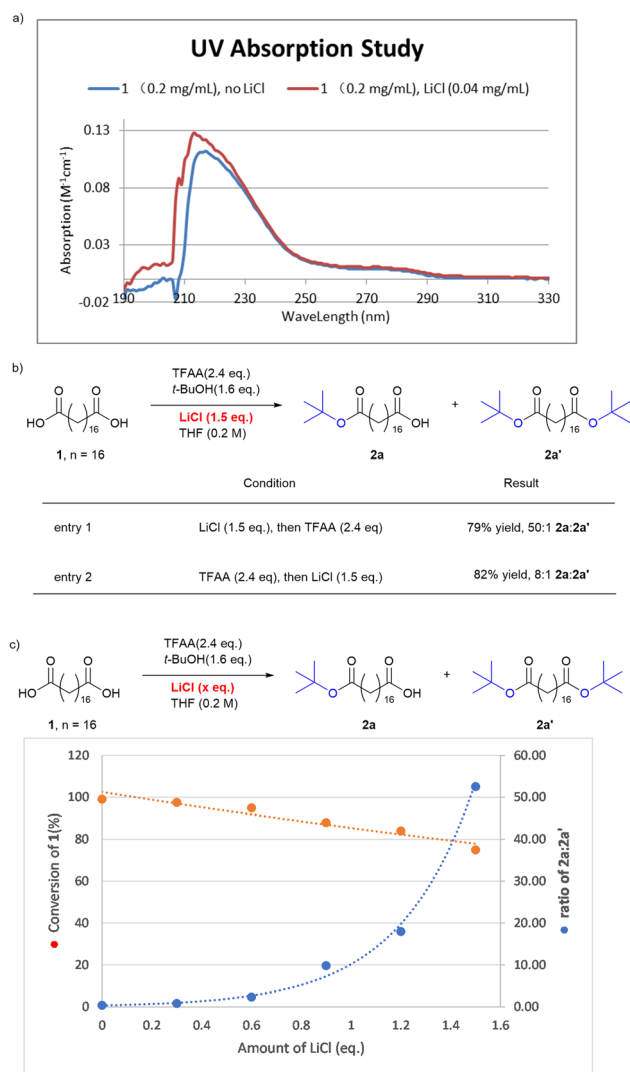 a)
UV Absorption Study
1 （0.2 mg/mL), no LiCl 1 （0.2 mg/mL), LiCl (0.04 mg/mL)
Absorption (M⁻¹cm⁻¹)
0.13
0.08
0.03
-0.02
190 210 230 250 270 290 310 330
WaveLength (nm)
b)
TFAA(2.4 eq.)
t-BuOH(1.6 eq.)
LiCl (1.5 eq.)
THF (0.2 M)
HO O O OH 16
1, n = 16
O O O OH 16
2a
+
O O O O 16
2a'
Condition Result
entry 1 LiCl (1.5 eq.), then TFAA (2.4 eq) 79% yield, 50:1 2a:2a'
entry 2 TFAA (2.4 eq), then LiCl (1.5 eq.) 82% yield, 8:1 2a:2a'
c)
TFAA(2.4 eq.)
t-BuOH(1.6 eq.)
LiCl (x eq.)
THF (0.2 M)
HO O O OH 16
1, n = 16
O O O OH 16
2a
+
O O O O 16
2a'
Conversion of 1(%)
120
100
80
60
40
20
0
0 0.2 0.4 0.6 0.8 1 1.2 1.4 1.6
Amount of LiCl (eq.)
60.00
50.00
40.00
30.00
20.00
10.00
0.00
ratio of 2a:2a'